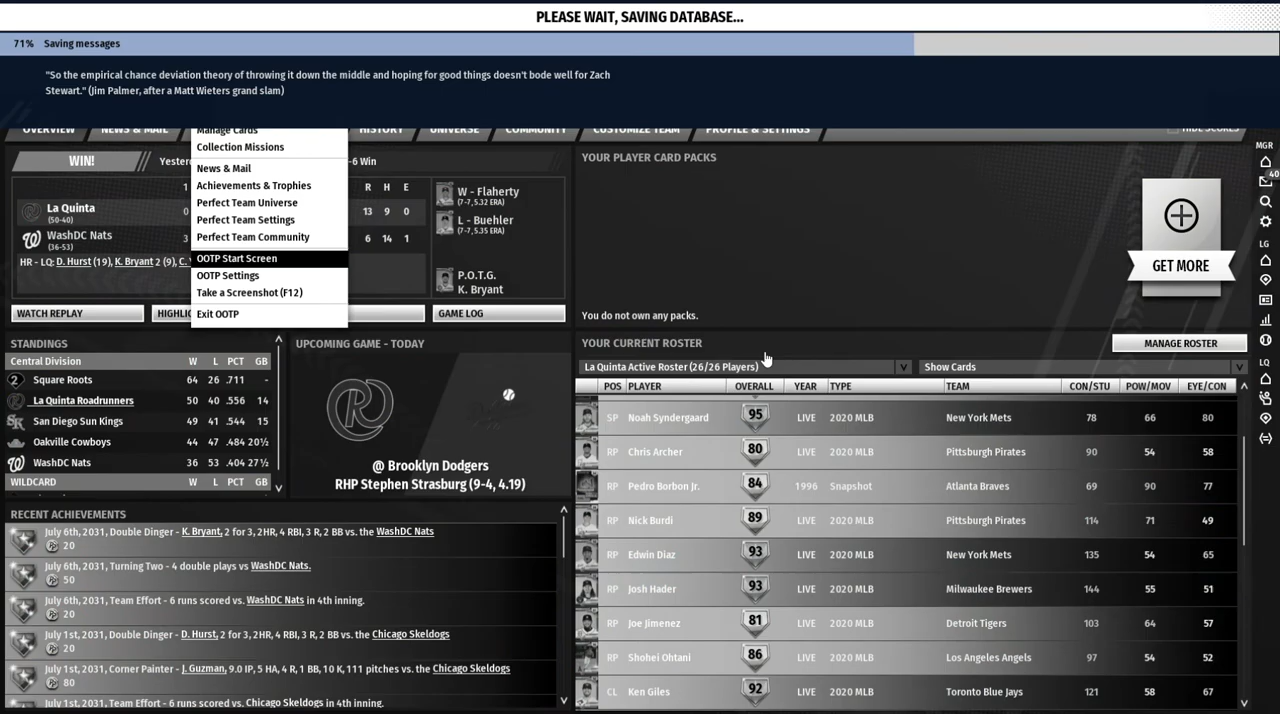 PLEASE WAIT, SAVING DATABASE...
71% Saving messages
"So the empirical chance deviation theory of throwing it down the middle and hoping for good things doesn't bode well for Zach
Stewart." (Jim Palmer, after a Matt Wieters grand slam)
OVERVIEW NEWS & MAIL HISTORY UNIVERSE COMMUNITY CUSTOMIZE TEAM PROFILE & SETTINGS HIDE SCORES
Manage Cards
Collection Missions
News & Mail
Achievements & Trophies
Perfect Team Universe
Perfect Team Settings
Perfect Team Community
OOTP Start Screen
OOTP Settings
Take a Screenshot (F12)
Exit OOTP
WIN! -6 Win
1 R H E
La Quinta 0 13 9 0
(50-40)
WashDC Nats 3 6 14 1
(36-53)
HR - LQ: D. Hurst (19), K. Bryant 2 (9), C.
W - Flaherty
(7-7, 5.32 ERA)
L - Buehler
(7-7, 5.35 ERA)
P.O.T.G.
K. Bryant
WATCH REPLAY GAME LOG
YOUR PLAYER CARD PACKS
GET MORE
You do not own any packs.
STANDINGS
Central Division W L PCT GB
Square Roots 64 26 .711 -
La Quinta Roadrunners 50 40 .556 14
San Diego Sun Kings 49 41 .544 15
Oakville Cowboys 44 47 .484 20½
WashDC Nats 36 53 .404 27½
WILDCARD W L PCT GB
UPCOMING GAME - TODAY
@ Brooklyn Dodgers
RHP Stephen Strasburg (9-4, 4.19)
RECENT ACHIEVEMENTS
July 6th, 2031, Double Dinger - K. Bryant, 2 for 3, 2HR, 4 RBI, 3 R, 2 BB vs. the WashDC Nats
20
July 6th, 2031, Turning Two - 4 double plays vs WashDC Nats.
50
July 6th, 2031, Team Effort - 6 runs scored vs. WashDC Nats in 4th inning.
20
July 1st, 2031, Double Dinger - D. Hurst, 2 for 3, 2HR, 4 RBI, 3 R, 2 BB vs. the Chicago Skeldogs
20
July 1st, 2031, Corner Painter - J. Guzman, 9.0 IP, 5 HA, 4 R, 1 BB, 10 K, 111 pitches vs. the Chicago Skeldogs
80
July 1st, 2031, Team Effort - 6 runs scored vs. Chicago Skeldogs in 4th inning.
YOUR CURRENT ROSTER MANAGE ROSTER
La Quinta Active Roster (26/26 Players) Show Cards
POS PLAYER OVERALL YEAR TYPE TEAM CON/STU POW/MOV EYE/CON
SP Noah Syndergaard 95 LIVE 2020 MLB New York Mets 78 66 80
RP Chris Archer 80 LIVE 2020 MLB Pittsburgh Pirates 90 54 58
RP Pedro Borbon Jr. 84 1996 Snapshot Atlanta Braves 69 90 77
RP Nick Burdi 89 LIVE 2020 MLB Pittsburgh Pirates 114 71 49
RP Edwin Diaz 93 LIVE 2020 MLB New York Mets 135 54 65
RP Josh Hader 93 LIVE 2020 MLB Milwaukee Brewers 144 55 51
RP Joe Jimenez 81 LIVE 2020 MLB Detroit Tigers 103 64 57
RP Shohei Ohtani 86 LIVE 2020 MLB Los Angeles Angels 97 54 52
CL Ken Giles 92 LIVE 2020 MLB Toronto Blue Jays 121 58 67
MGR
40
LG
LQ